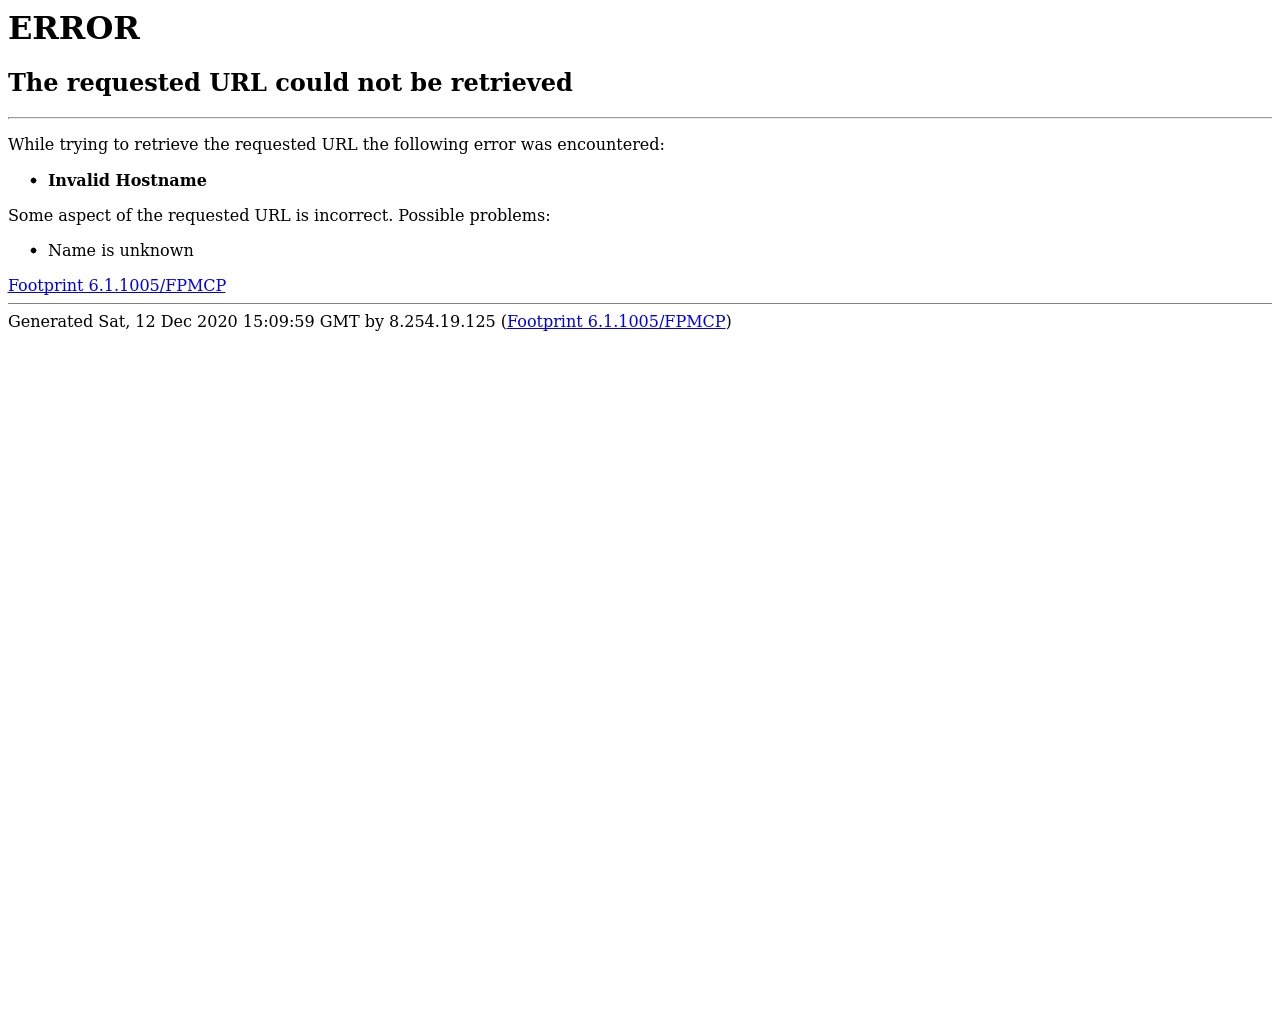 ERROR
The requested URL could not be retrieved
While trying to retrieve the requested URL the following error was encountered:
Invalid Hostname
Some aspect of the requested URL is incorrect. Possible problems:
Name is unknown
Footprint 6.1.1005/FPMCP
Generated Sat, 12 Dec 2020 15:09:59 GMT by 8.254.19.125 (Footprint 6.1.1005/FPMCP)